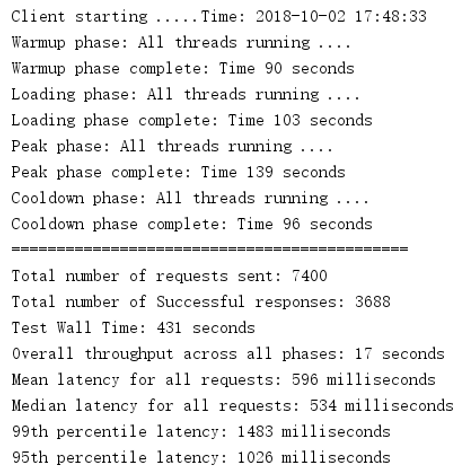 Client starting .....Time: 2018-10-02 17:48:33
Warmup phase: All threads running ....
Warmup phase complete: Time 90 seconds
Loading phase: All threads running ....
Loading phase complete: Time 103 seconds
Peak phase: All threads running ....
Peak phase complete: Time 139 seconds
Cooldown phase: All threads running ....
Cooldown phase complete: Time 96 seconds
============================================
Total number of requests sent: 7400
Total number of Successful responses: 3688
Test Wall Time: 431 seconds
Overall throughput across all phases: 17 seconds
Mean latency for all requests: 596 milliseconds
Median latency for all requests: 534 milliseconds
99th percentile latency: 1483 milliseconds
95th percentile latency: 1026 milliseconds